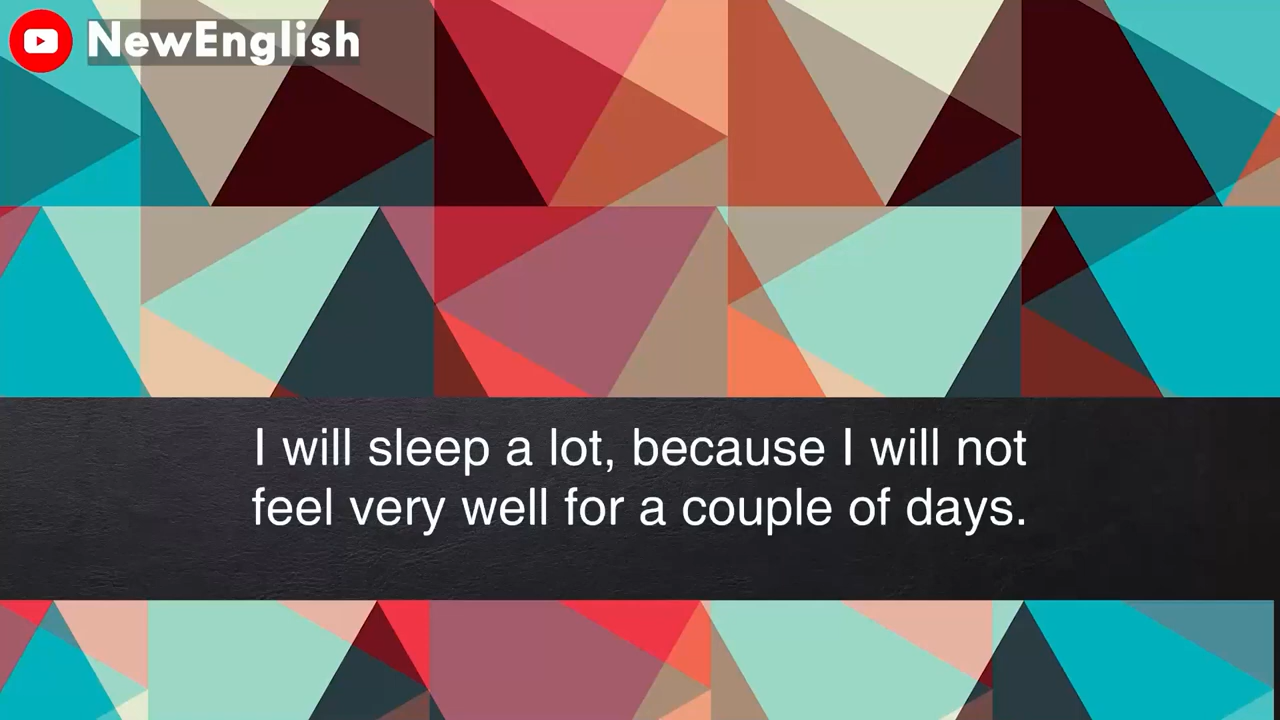 NewEnglish
I will sleep a lot, because I will not
feel very well for a couple of days.